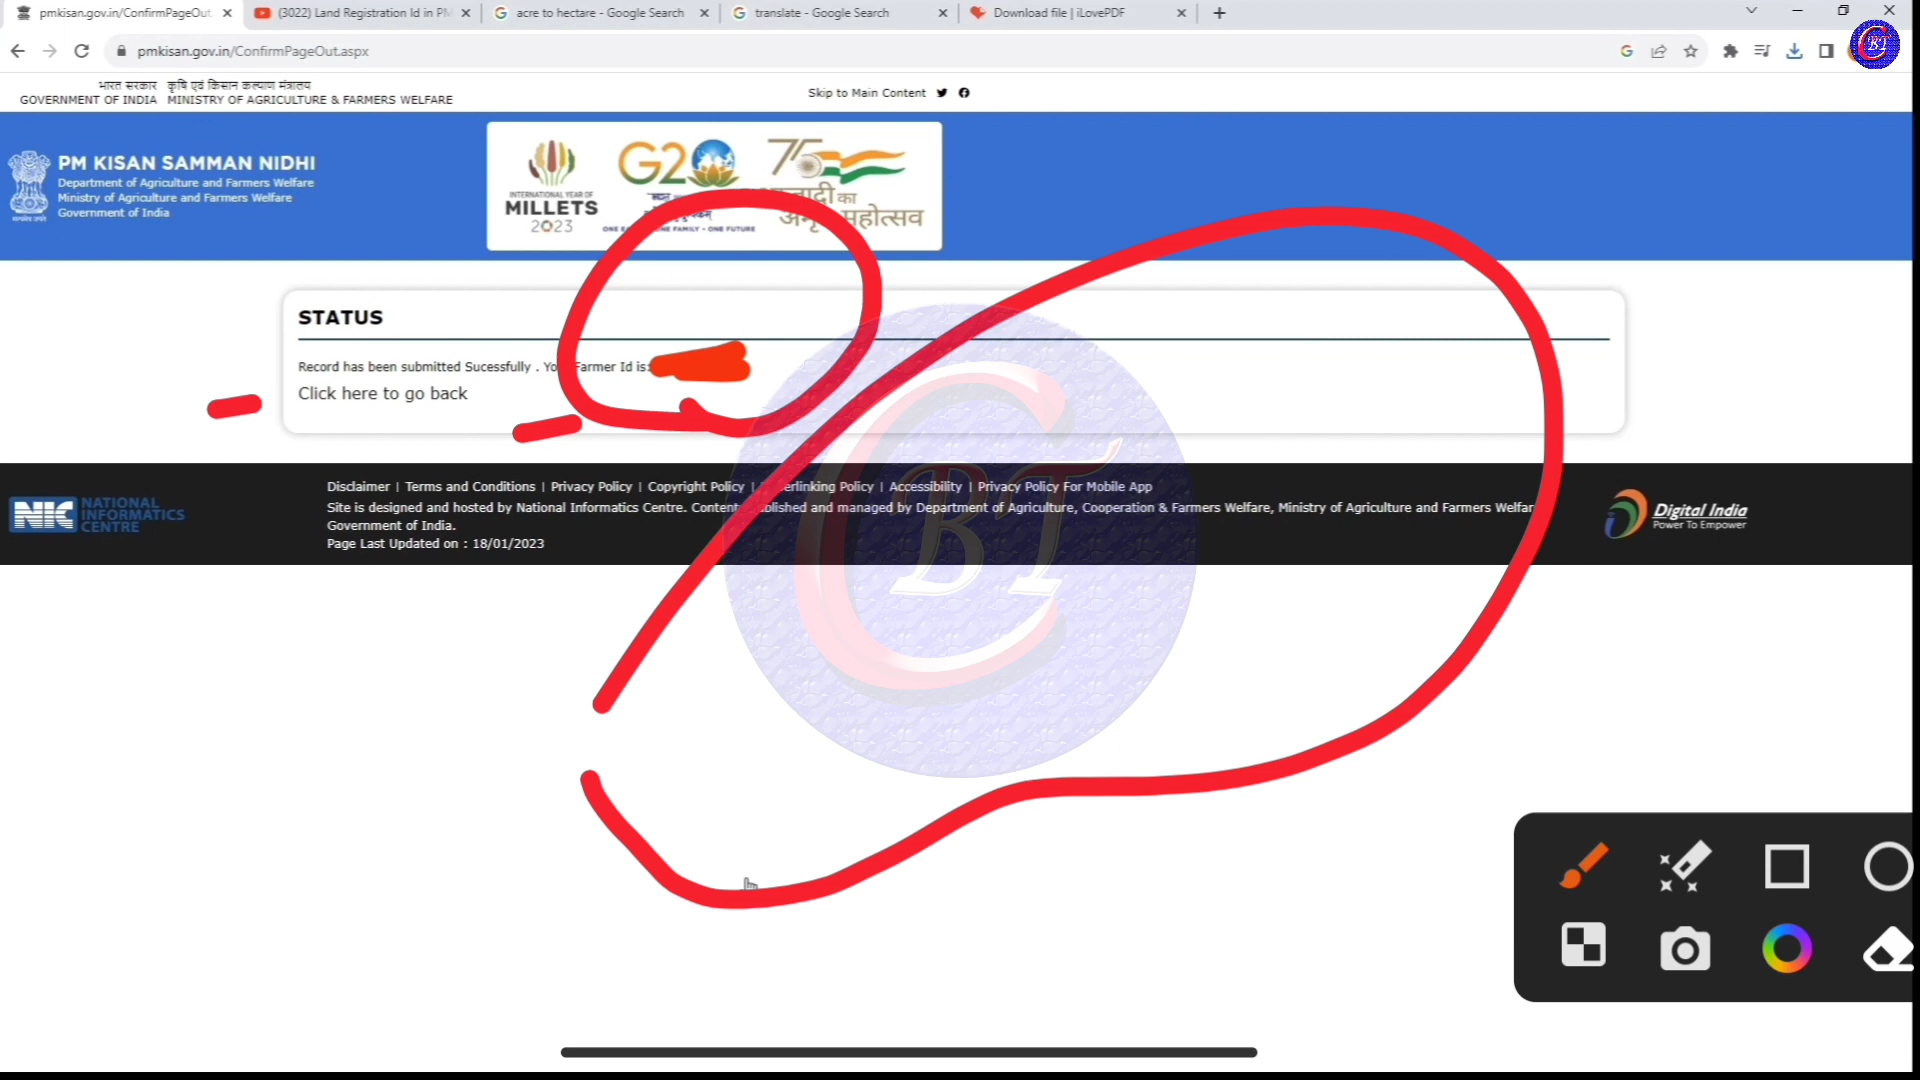 pmkisan.gov.in/ConfirmPageOut.
(3022) Land Registration Id in PM
acre to hectare - Google Search
translate - Google Search
Download file | iLovePDF
pmkisan.gov.in/ConfirmPageOut.aspx
भारत सरकार कृषि एवं किसान कल्याण मंत्रालय
GOVERNMENT OF INDIA MINISTRY OF AGRICULTURE & FARMERS WELFARE
Skip to Main Content
PM KISAN SAMMAN NIDHI
Department of Agriculture and Farmers Welfare
Ministry of Agriculture and Farmers Welfare
Government of India
INTERNATIONAL YEAR OF
MILLETS
2023
G20
ONE FAMILY • ONE FUTURE
75
का
अमृत महोत्सव
STATUS
Record has been submitted Sucessfully . Farmer Id is:
Click here to go back
NIC NATIONAL INFORMATICS CENTRE
Disclaimer | Terms and Conditions | Privacy Policy | Copyright Policy | Policy | Accessibility | Privacy Policy For Mobile App
Site is designed and hosted by National Informatics Centre. Content and managed by Department of Agriculture, Cooperation & Farmers Welfare, Ministry of Agriculture and Farmers Welfar
Government of India.
Page Last Updated on : 18/01/2023
Digital India
Power To Empower
CBT